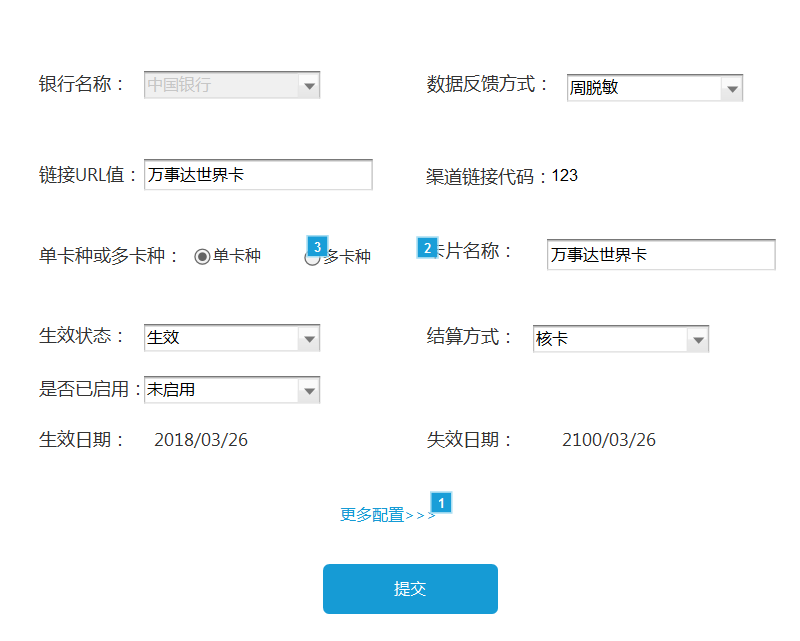 银行名称： 中国银行 数据反馈方式： 周脱敏
链接URL值： 万事达世界卡 渠道链接代码：123
单卡种或多卡种： 单卡种 3 多卡种 2 卡片名称： 万事达世界卡
生效状态： 生效 结算方式： 核卡
是否已启用： 未启用
生效日期： 2018/03/26 失效日期： 2100/03/26
更多配置>>> 1
提交